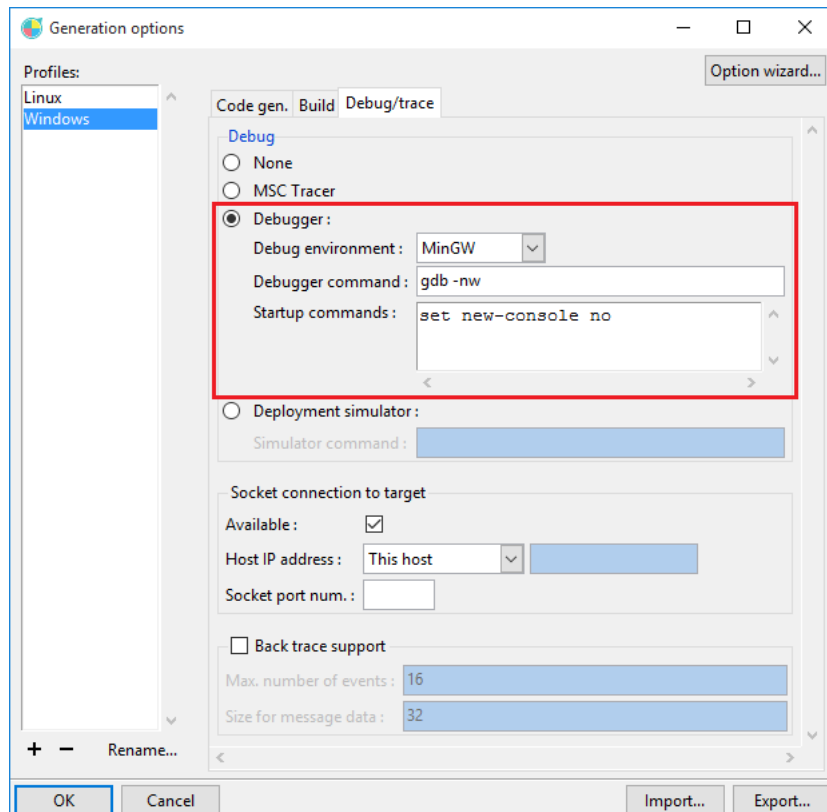 Generation options
Profiles:
Option wizard...
Linux
Windows
Code gen. Build Debug/trace
Debug
None
MSC Tracer
Debugger :
Debug environment : MinGW
Debugger command : gdb -nw
Startup commands : set new-console no
Deployment simulator :
Simulator command :
Socket connection to target
Available :
Host IP address : This host
Socket port num. :
Back trace support
Max. number of events : 16
Size for message data : 32
+ − Rename...
OK Cancel Import... Export...